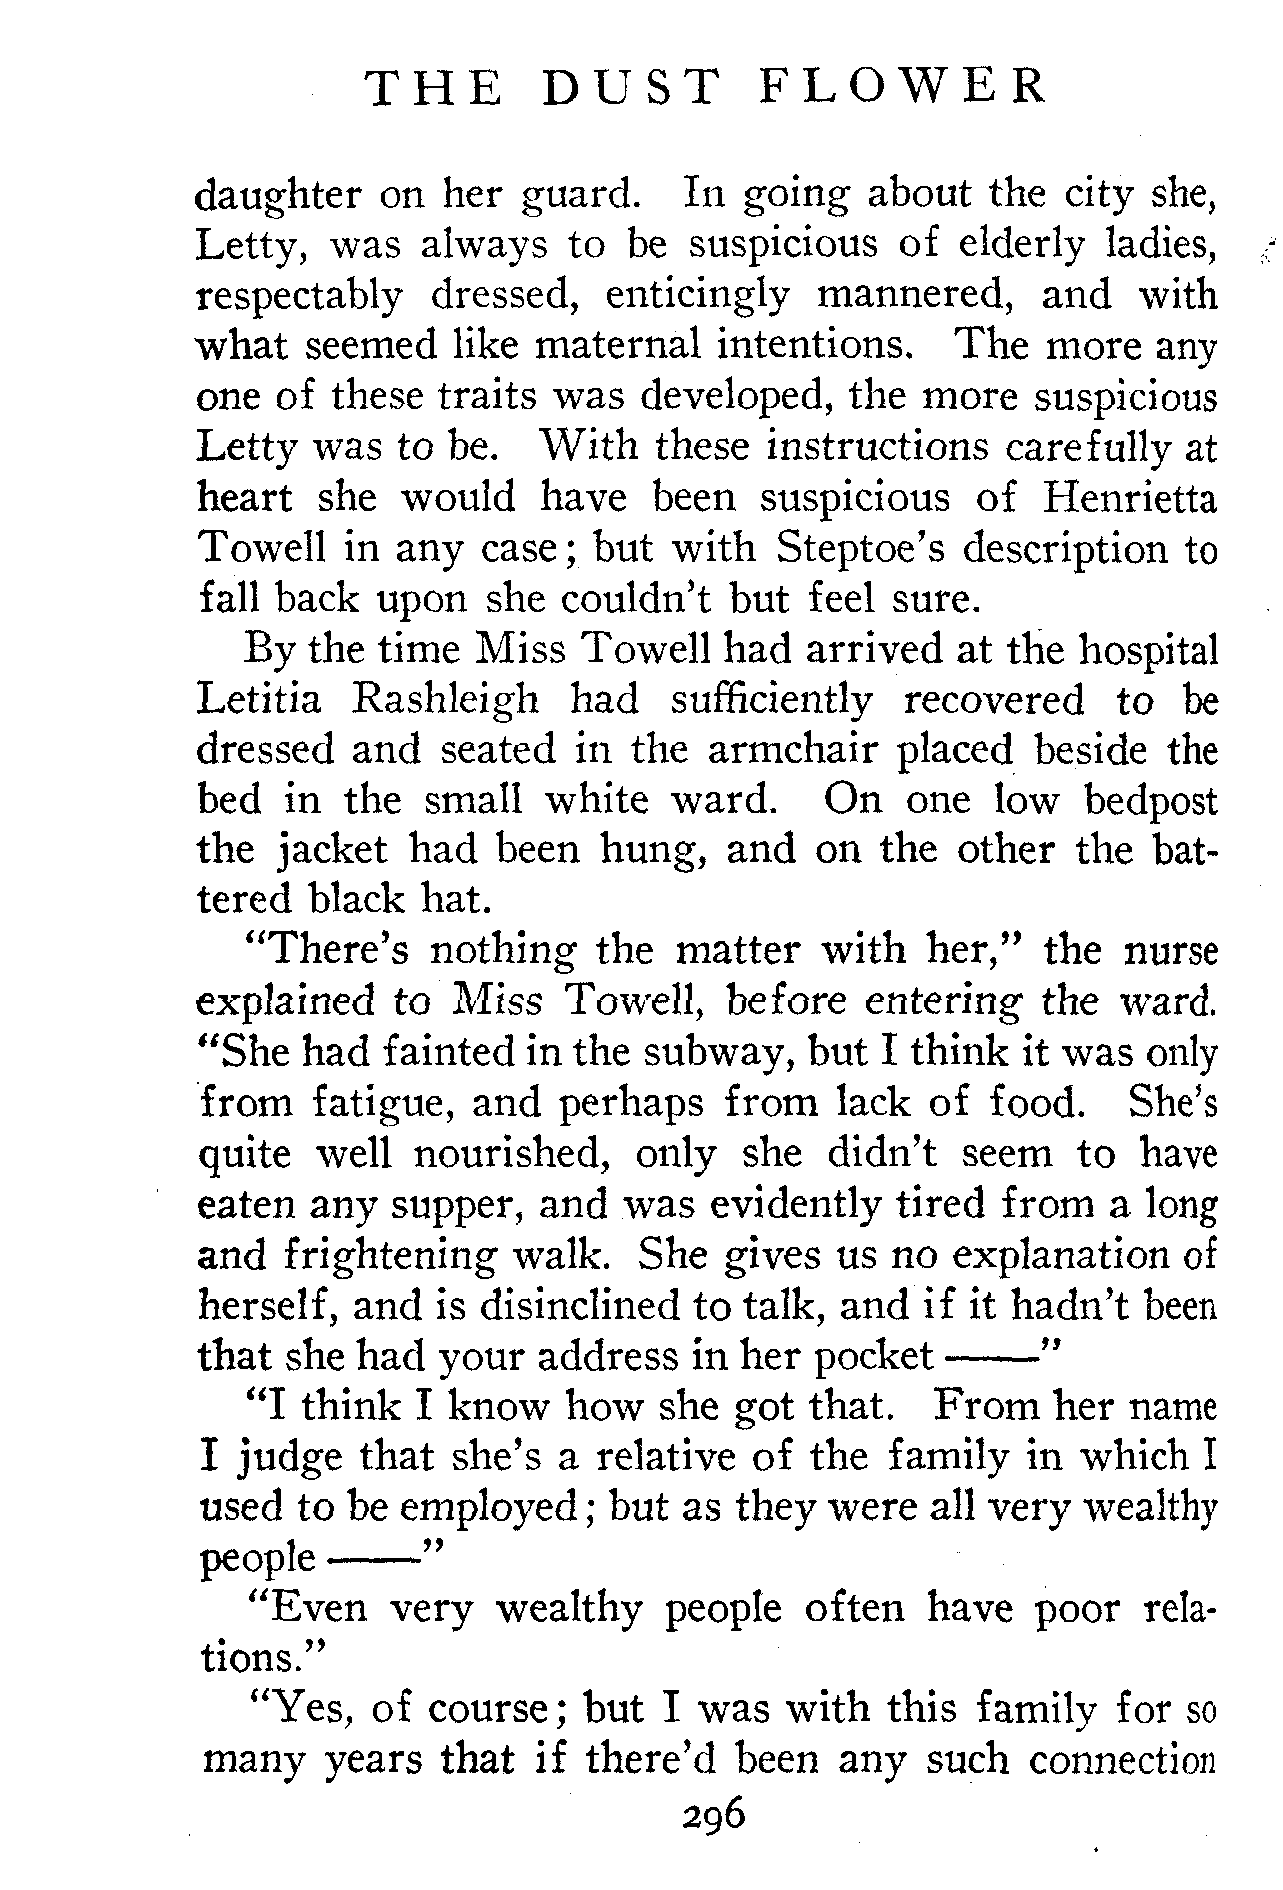 THE DUST FLOWER
daughter on her guard. In going about the city she,
Letty, was always to be suspicious of elderly ladies,
respectably dressed, enticingly mannered, and with
what seemed like maternal intentions. The more any
one of these traits was developed, the more suspicious
Letty was to be. With these instructions carefully at
heart she would have been suspicious of Henrietta
Towell in any case; but with Steptoe's description to
fall back upon she couldn't but feel sure.
By the time Miss Towell had arrived at the hospital
Letitia Rashleigh had sufficiently recovered to be
dressed and seated in the armchair placed beside the
bed in the small white ward. On one low bedpost
the jacket had been hung, and on the other the bat-
tered black hat.
"There's nothing the matter with her," the nurse
explained to Miss Towell, before entering the ward.
"She had fainted in the subway, but I think it was only
from fatigue, and perhaps from lack of food. She's
quite well nourished, only she didn't seem to have
eaten any supper, and was evidently tired from a long
and frightening walk. She gives us no explanation of
herself, and is disinclined to talk, and if it hadn't been
that she had your address in her pocket ——"
"I think I know how she got that. From her name
I judge that she's a relative of the family in which I
used to be employed; but as they were all very wealthy
people ——"
"Even very wealthy people often have poor rela-
tions."
"Yes, of course; but I was with this family for so
many years that if there'd been any such connection
296